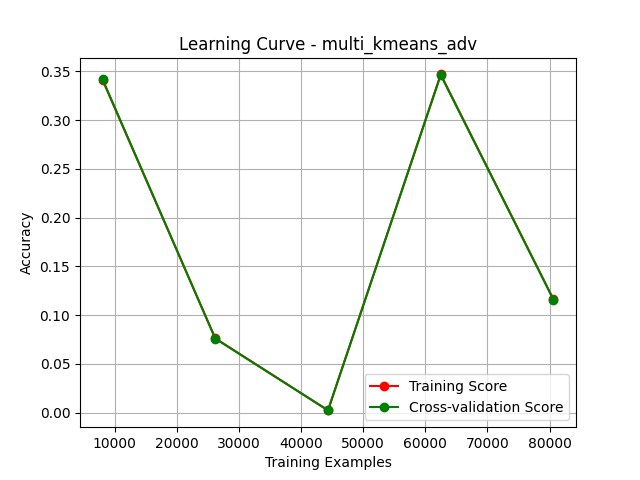 Learning Curve - multi_kmeans_adv
Accuracy
0.35
0.30
0.25
0.20
0.15
0.10
0.05
0.00
10000 20000 30000 40000 50000 60000 70000 80000
Training Examples
Training Score
Cross-validation Score